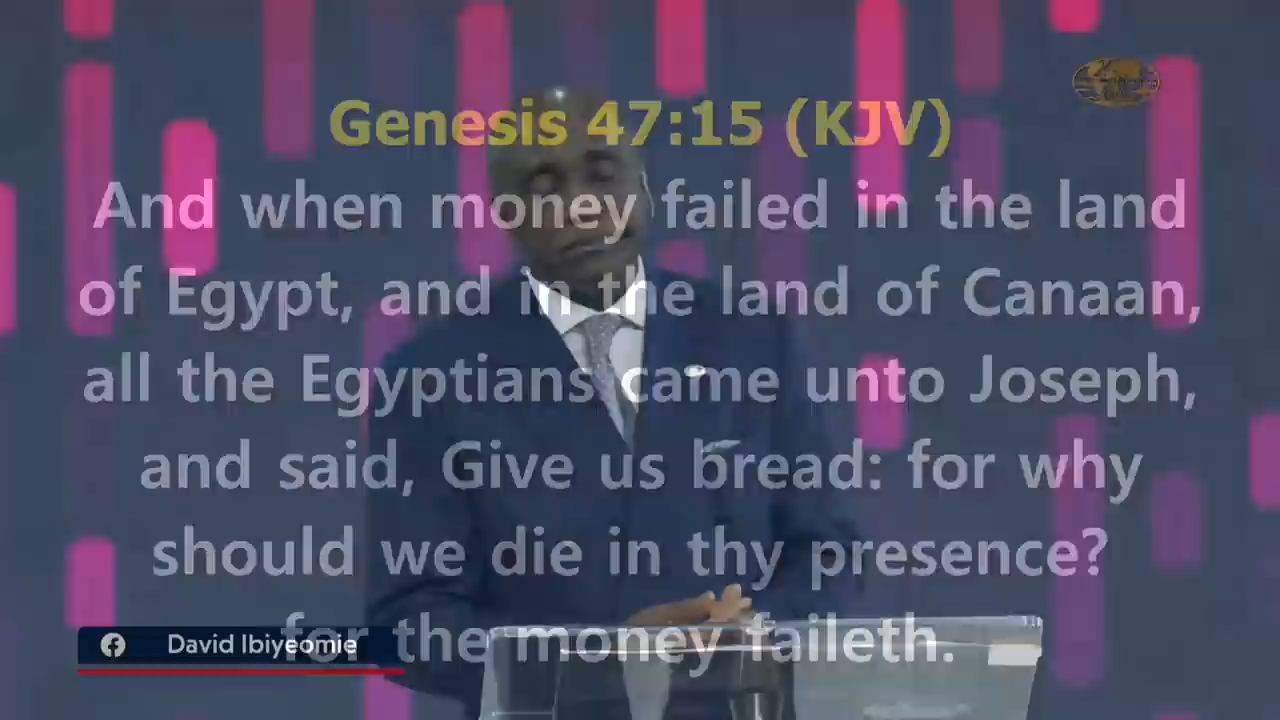 Genesis 47:15 (KJV)
And when money failed in the land
of Egypt, and in the land of Canaan,
all the Egyptians came unto Joseph,
and said, Give us bread: for why
should we die in thy presence?
for the money faileth.
David Ibiyeomie